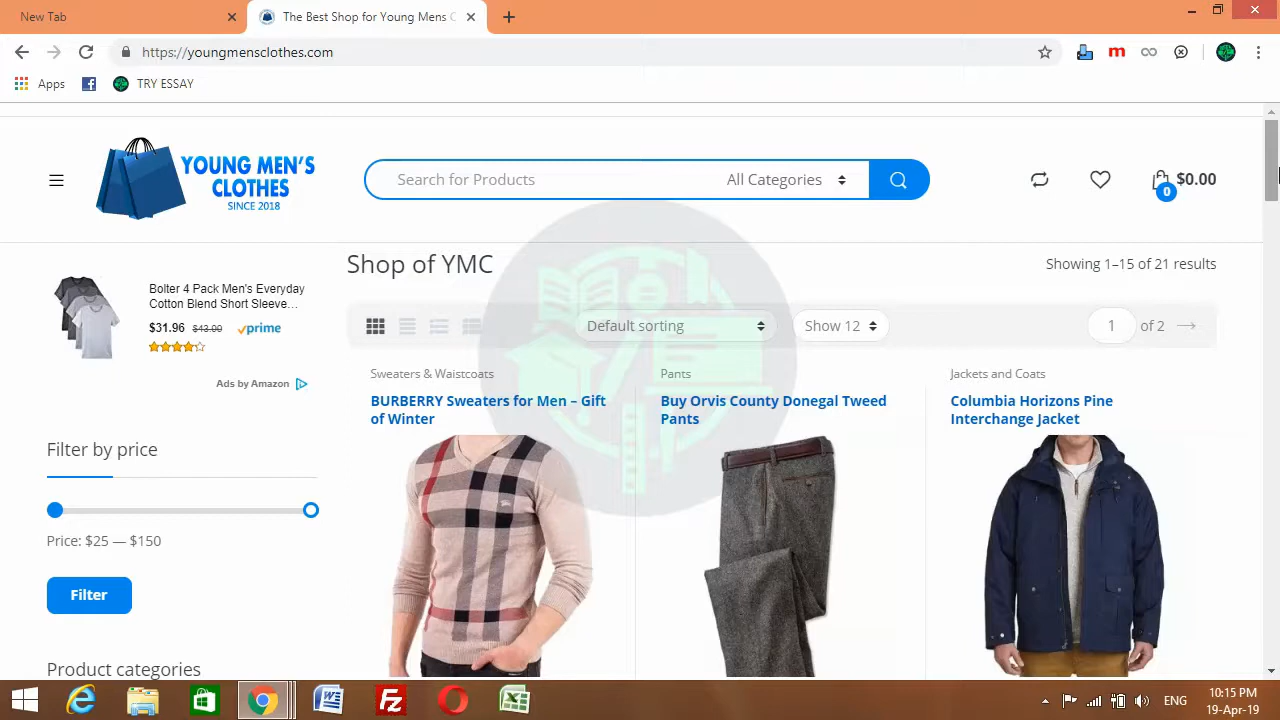 New Tab
The Best Shop for Young Mens C
https://youngmensclothes.com
Apps
TRY ESSAY
YOUNG MEN'S
CLOTHES
SINCE 2018
Search for Products
All Categories
0
$0.00
Shop of YMC
Showing 1–15 of 21 results
Bolter 4 Pack Men's Everyday
Cotton Blend Short Sleeve...
$31.96 $43.00 prime
Ads by Amazon
Default sorting
Show 12
1 of 2
Sweaters & Waistcoats
BURBERRY Sweaters for Men – Gift
of Winter
Pants
Buy Orvis County Donegal Tweed
Pants
Jackets and Coats
Columbia Horizons Pine
Interchange Jacket
Filter by price
Price: $25 — $150
Filter
Product categories
ENG
10:15 PM
19-Apr-19